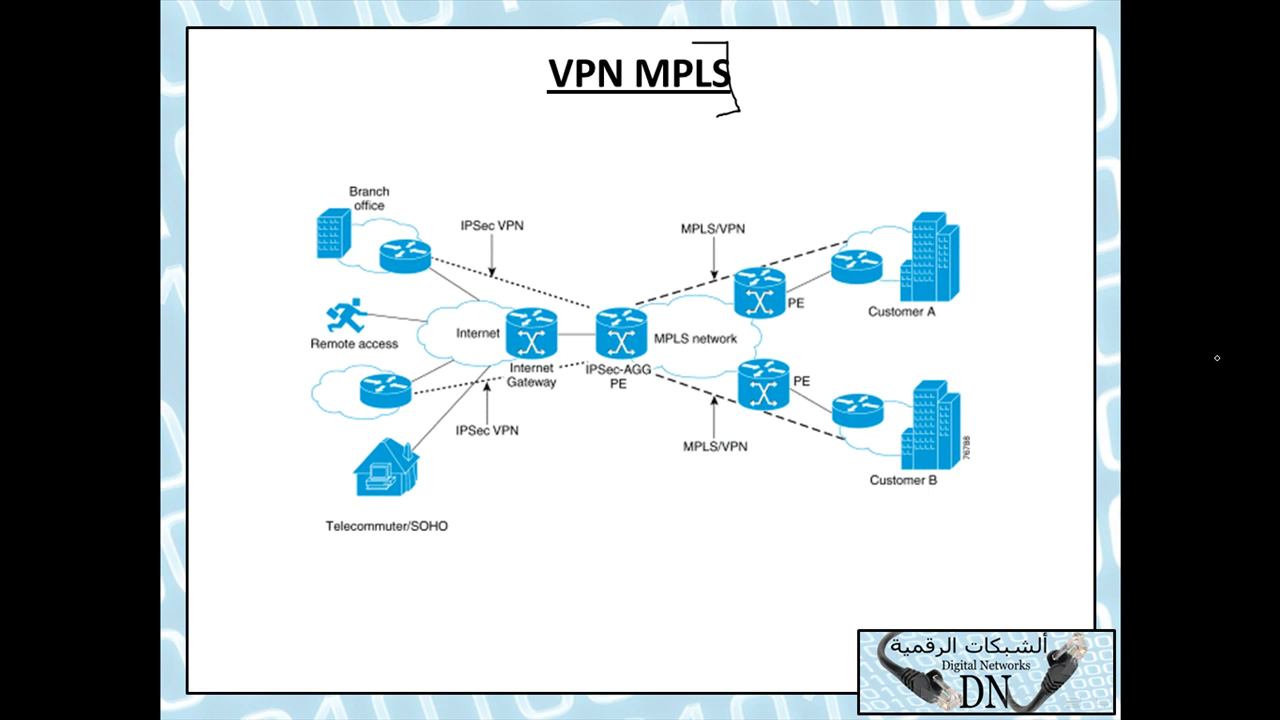 VPN MPLS
Branch
office
IPSec VPN
MPLS/VPN
PE
Customer A
Remote access
Internet
Internet
Gateway
IPSec-AGG
PE
MPLS network
PE
IPSec VPN
MPLS/VPN
76788
Customer B
Telecommuter/SOHO
ألشبكات الرقمية
Digital Networks
DN